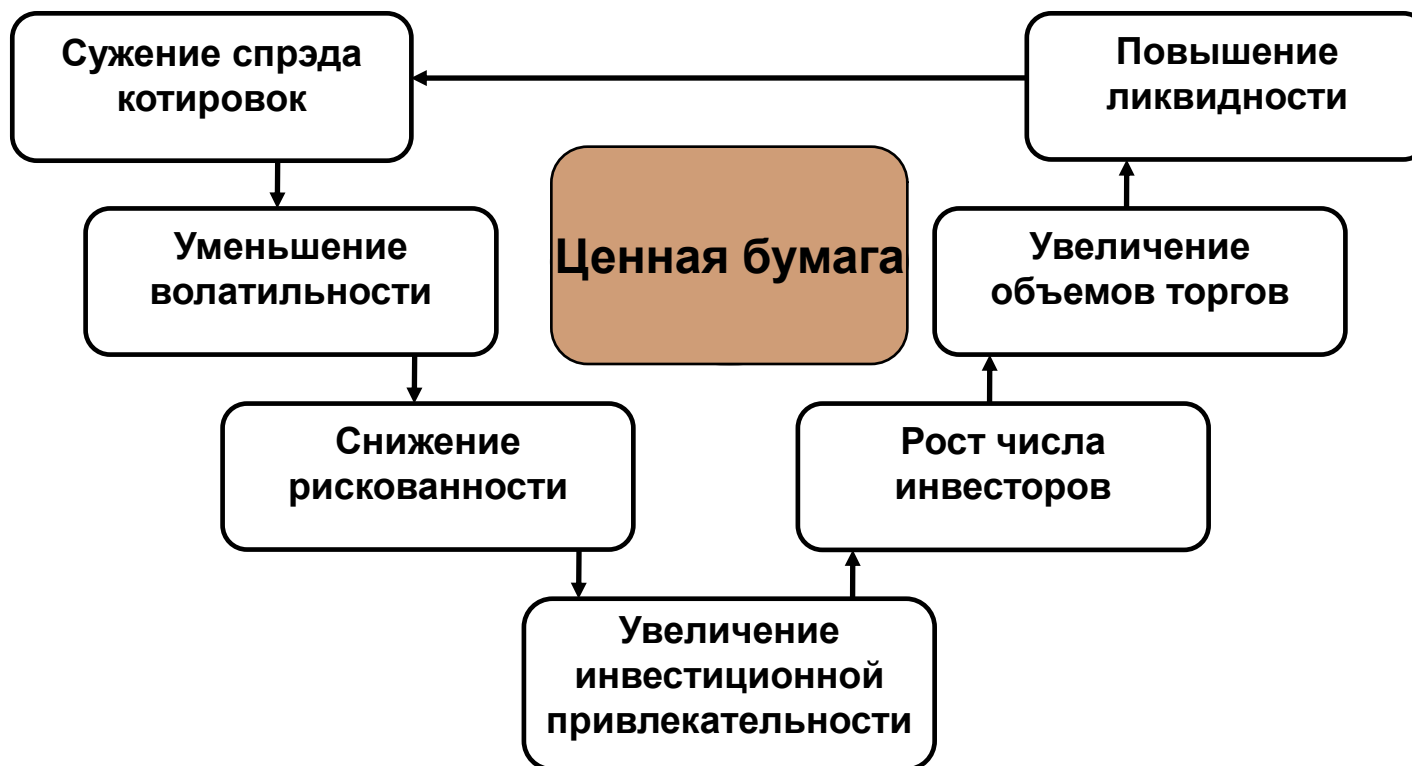 Сужение спрэда
котировок
Повышение
ликвидности
Ценная бумага
Уменьшение
волатильности
Увеличение
объемов торгов
Снижение
рискованности
Рост числа
инвесторов
Увеличение
инвестиционной
привлекательности